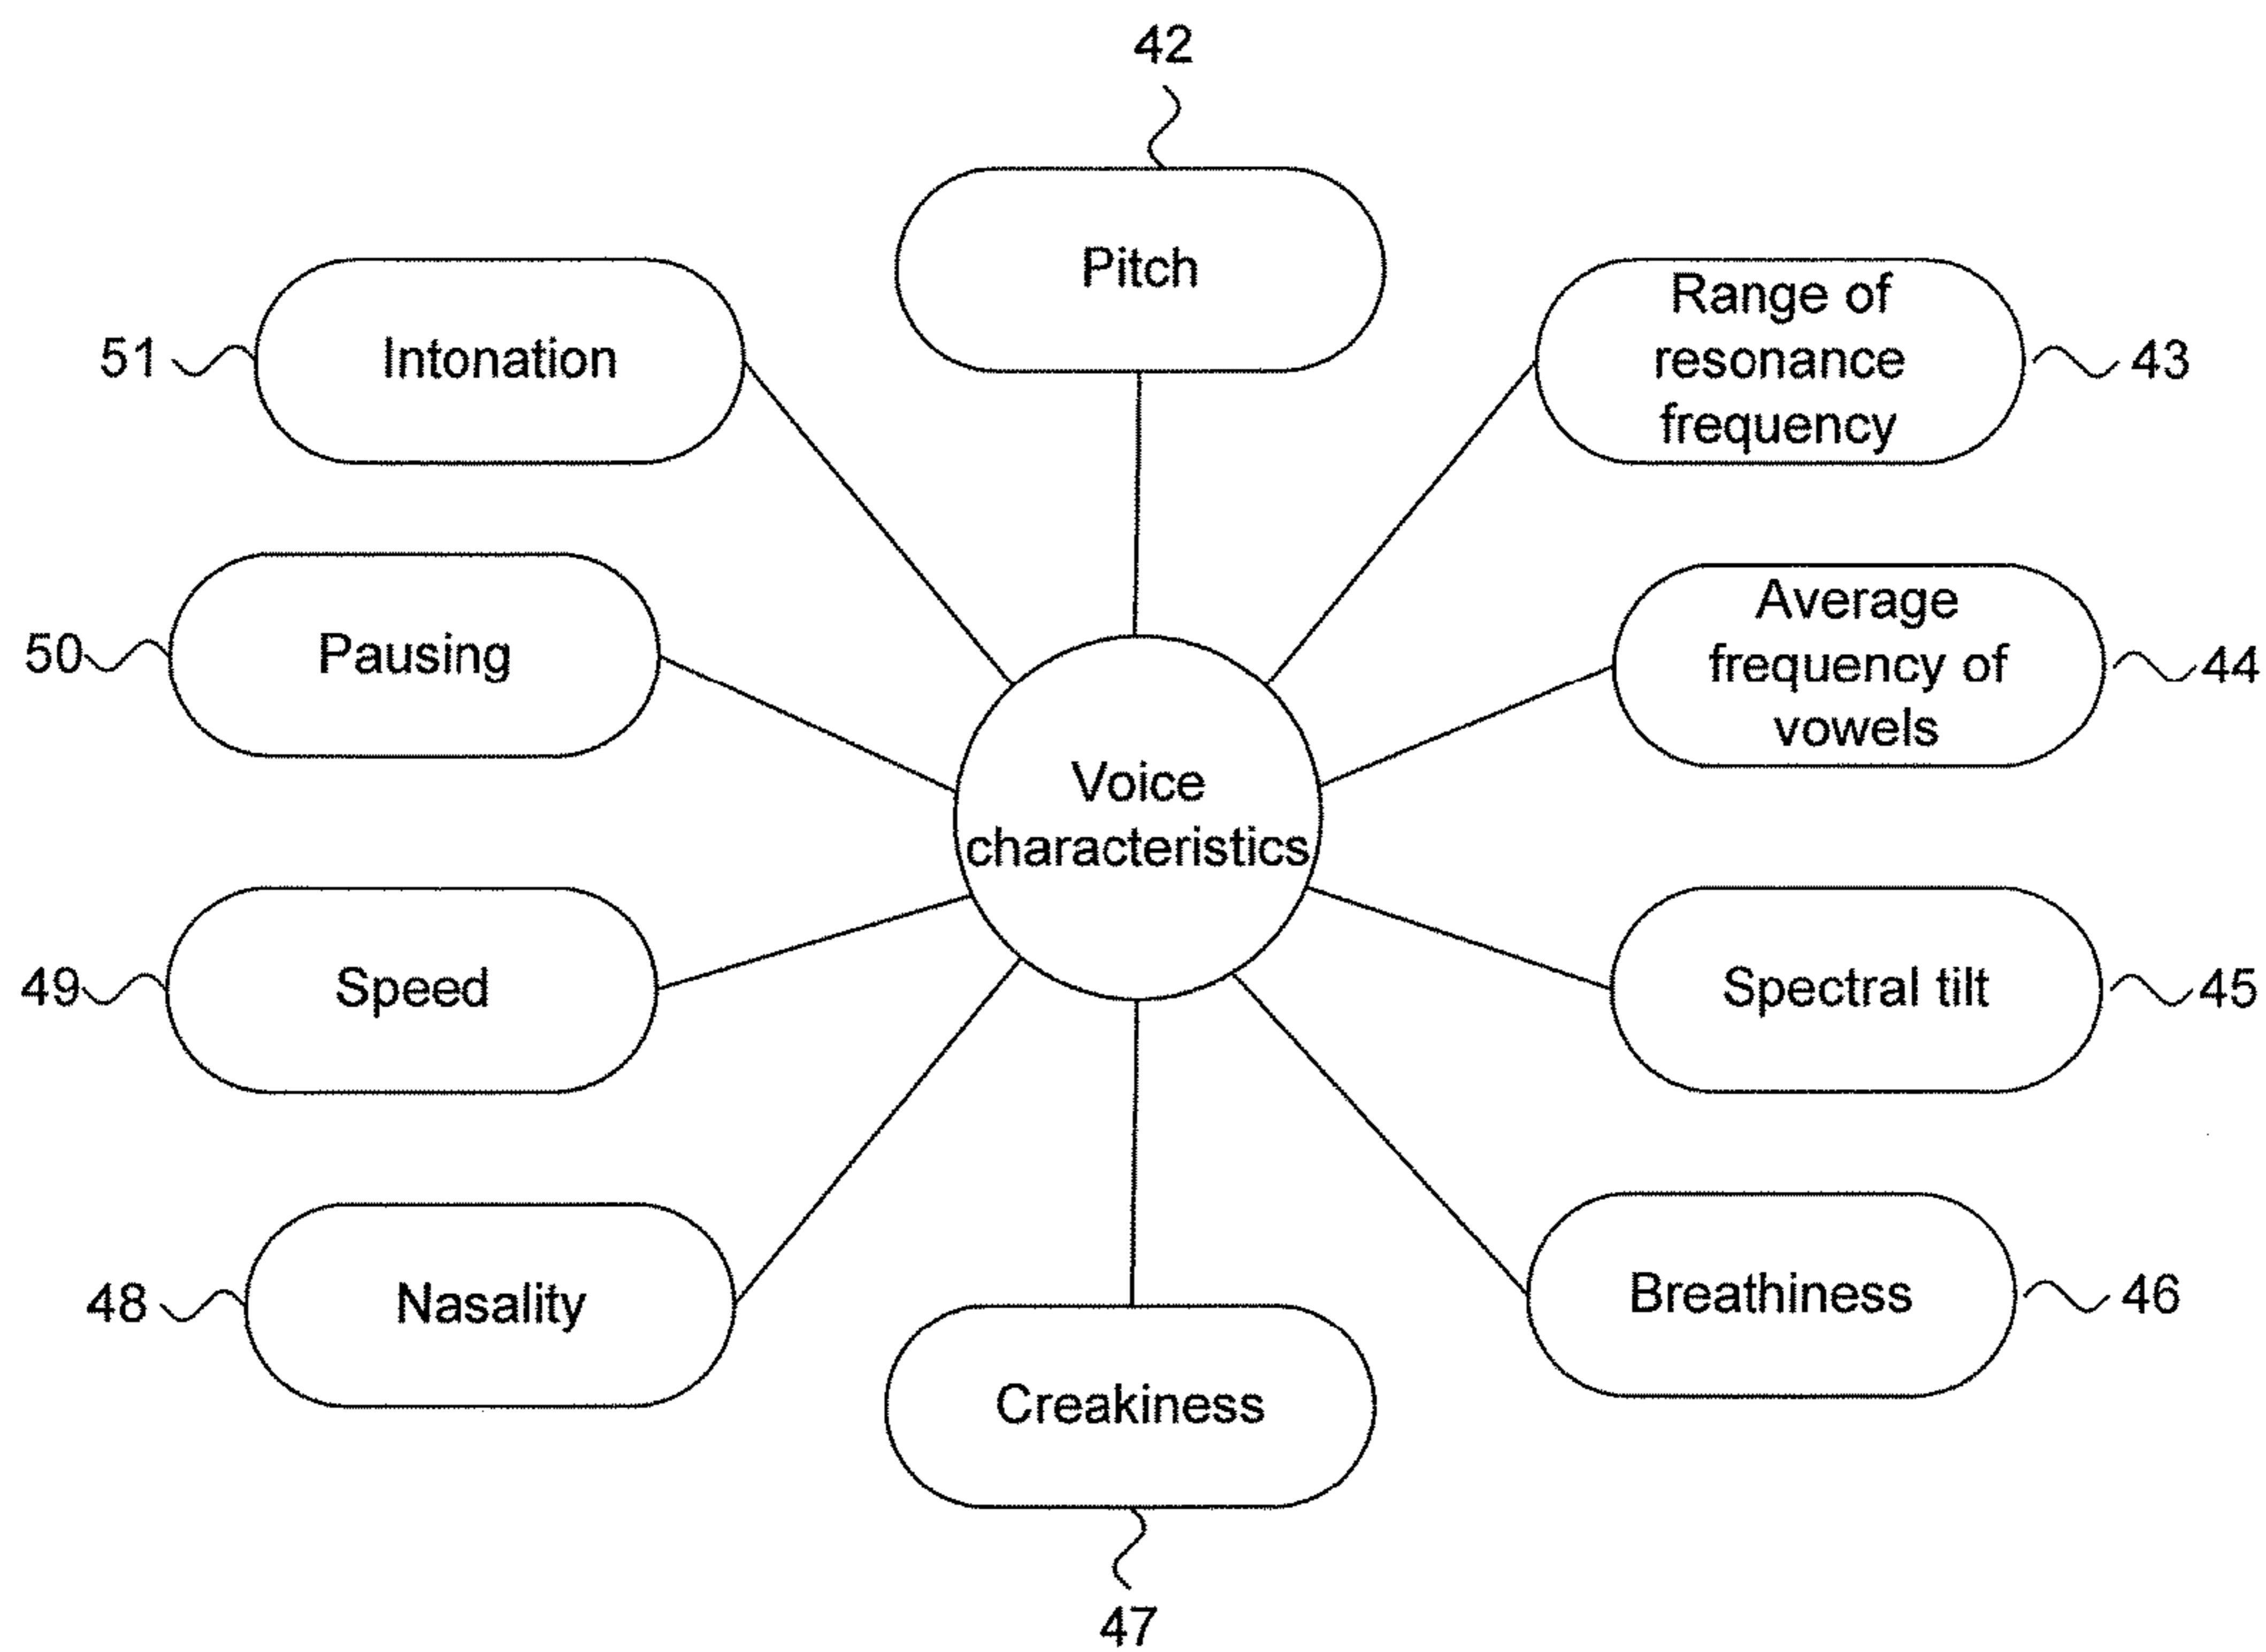 42
Pitch
Range of
resonance
frequency
43
51
Intonation
Average
frequency of
vowels
44
50
Pausing
Voice
characteristics
49
Speed
Spectral tilt
45
48
Nasality
Breathiness
46
Creakiness
47